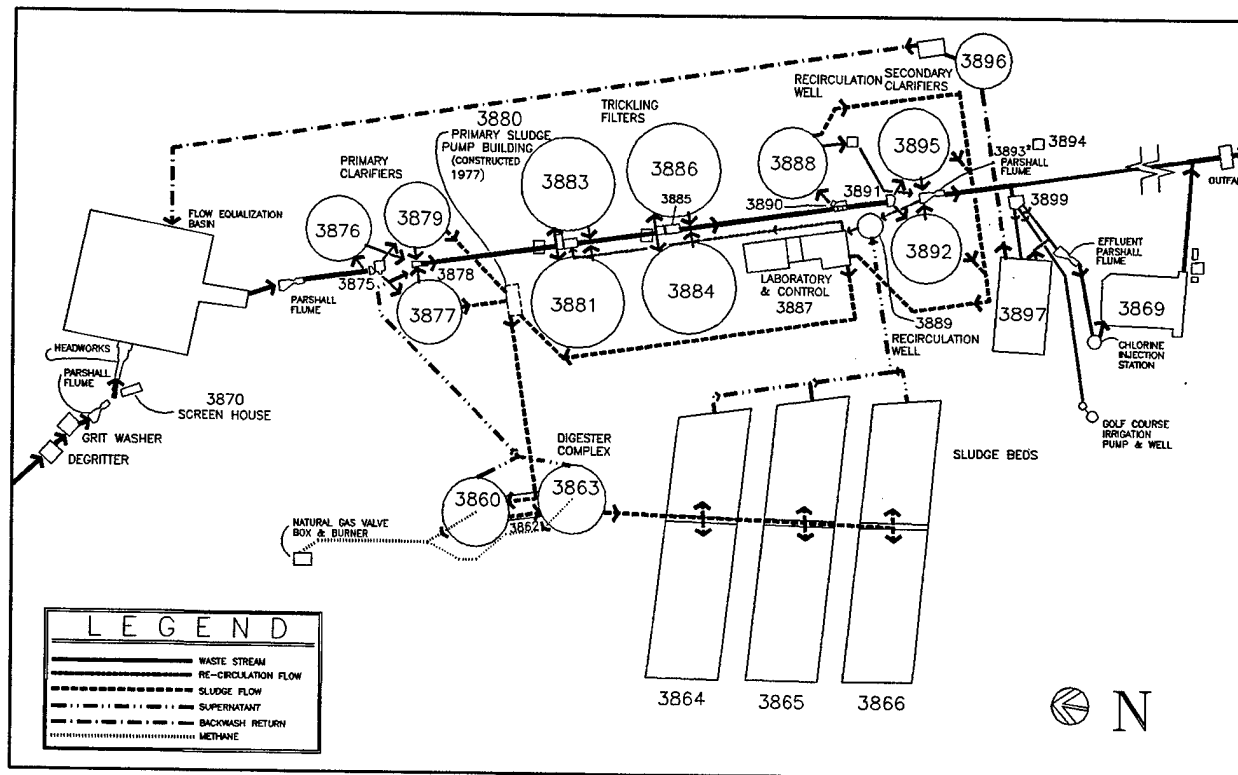 3896
RECIRCULATION
WELL
SECONDARY
CLARIFIERS
TRICKLING
FILTERS
3880
PRIMARY SLUDGE
PUMP BUILDING
(CONSTRUCTED
1977)
PRIMARY
CLARIFIERS
3883
3886
3888
3895
3893
PARSHALL
FLUME
3894
3879
3876
3885
3891
3890
3899
OUTFA
FLOW EQUALIZATION
BASIN
3875
3878
PARSHALL
FLUME
3877
3881
3884
LABORATORY
& CONTROL
3887
3892
3889
RECIRCULATION
WELL
EFFLUENT
PARSHALL
FLUME
3897
3869
CHLORINE
INJECTION
STATION
HEADWORKS
PARSHALL
FLUME
3870
SCREEN HOUSE
GRIT WASHER
DEGRITTER
GOLF COURSE
IRRIGATION
PUMP & WELL
DIGESTER
COMPLEX
SLUDGE BEDS
3860
3863
3862
NATURAL GAS VALVE
BOX & BURNER
3864
3865
3866
LEGEND
WASTE STREAM
RE-CIRCULATION FLOW
SLUDGE FLOW
SUPERNATANT
BACKWASH RETURN
METHANE
N